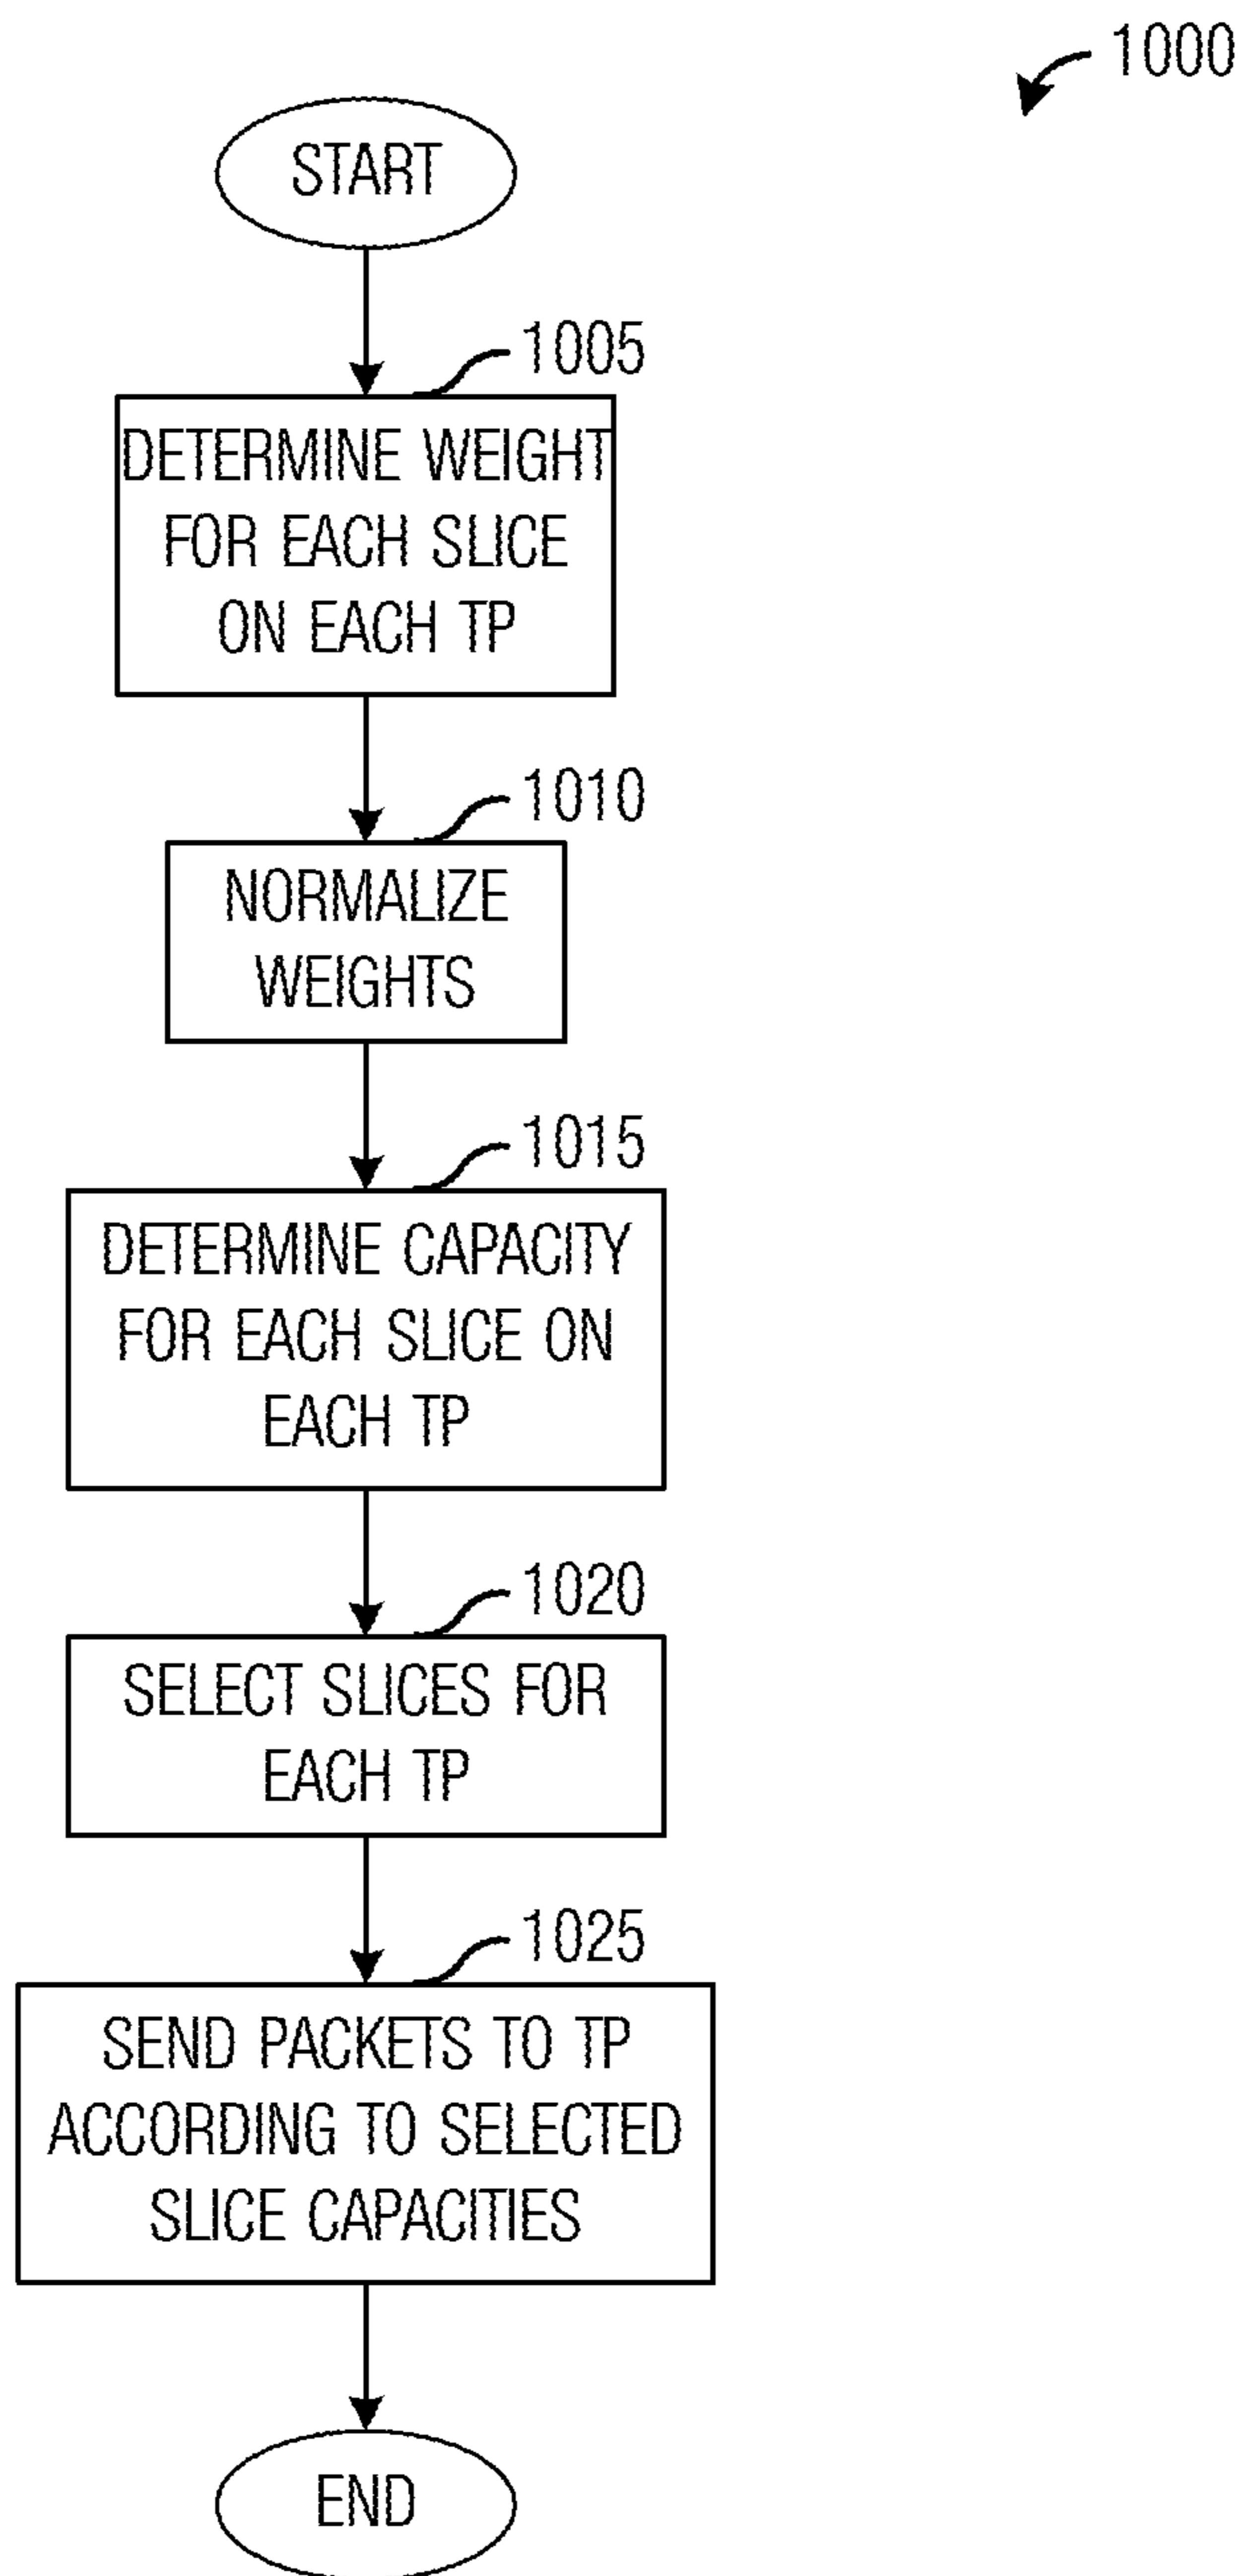 1000
START
1005
DETERMINE WEIGHT
FOR EACH SLICE
ON EACH TP
1010
NORMALIZE
WEIGHTS
1015
DETERMINE CAPACITY
FOR EACH SLICE ON
EACH TP
1020
SELECT SLICES FOR
EACH TP
1025
SEND PACKETS TO TP
ACCORDING TO SELECTED
SLICE CAPACITIES
END